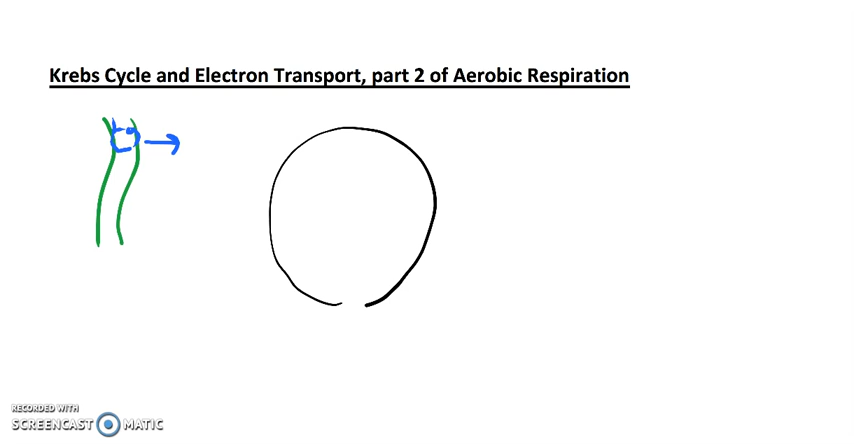 Krebs Cycle and Electron Transport, part 2 of Aerobic Respiration
RECORDED WITH
SCREENCAST MATIC